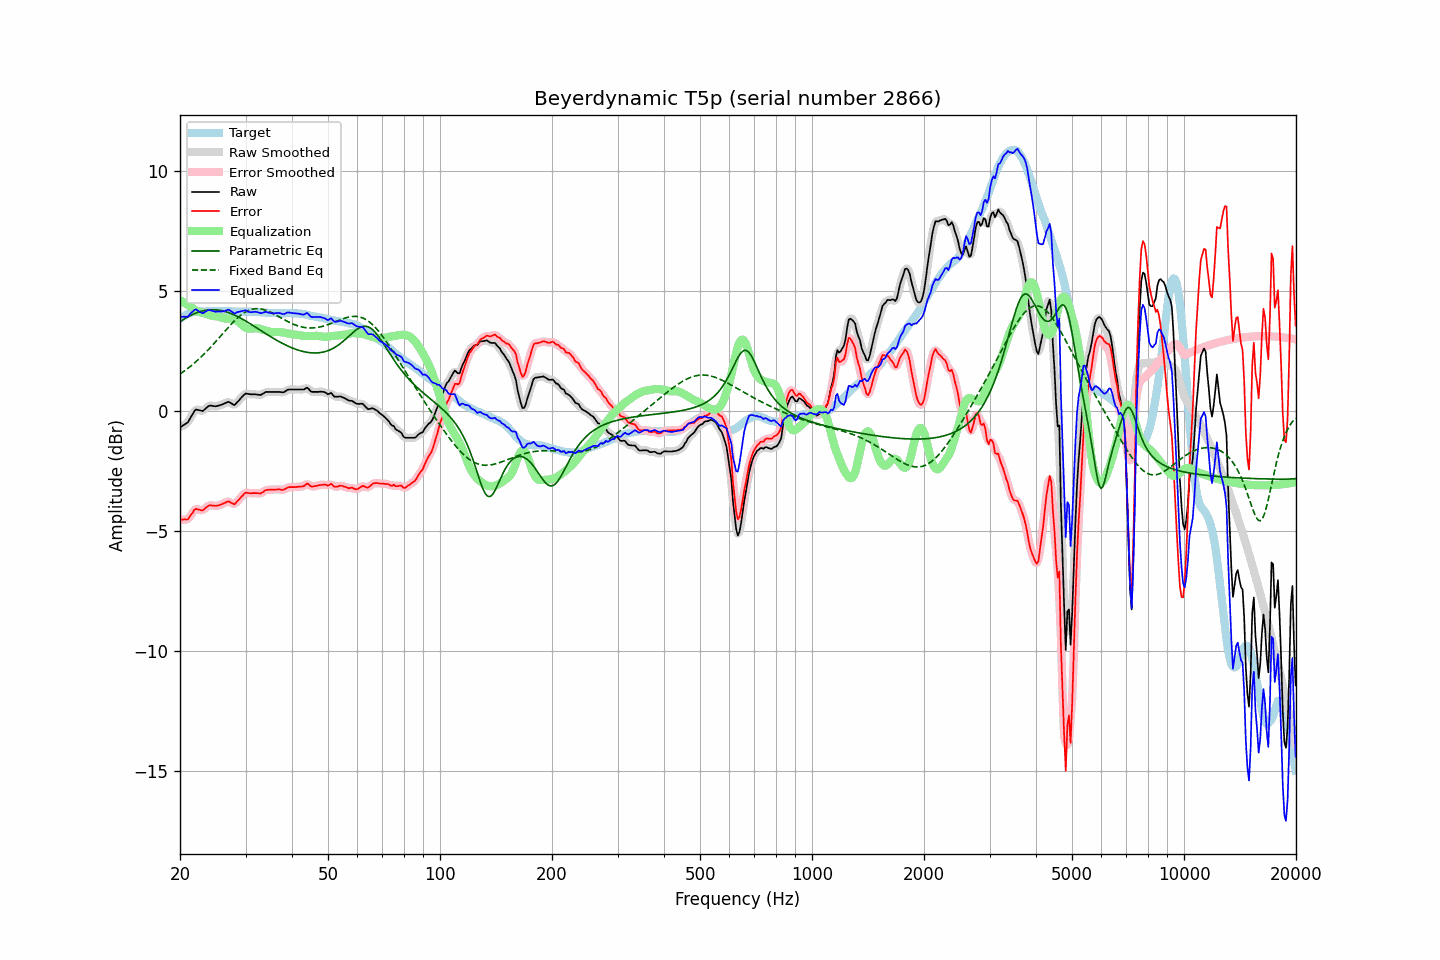 Beyerdynamic T5p (serial number 2866)
Target
Raw Smoothed
Error Smoothed
Raw
Error
Equalization
Parametric Eq
Fixed Band Eq
Equalized
Amplitude (dBr)
10
5
0
−5
−10
−15
20 50 100 200 500 1000 2000 5000 10000 20000
Frequency (Hz)